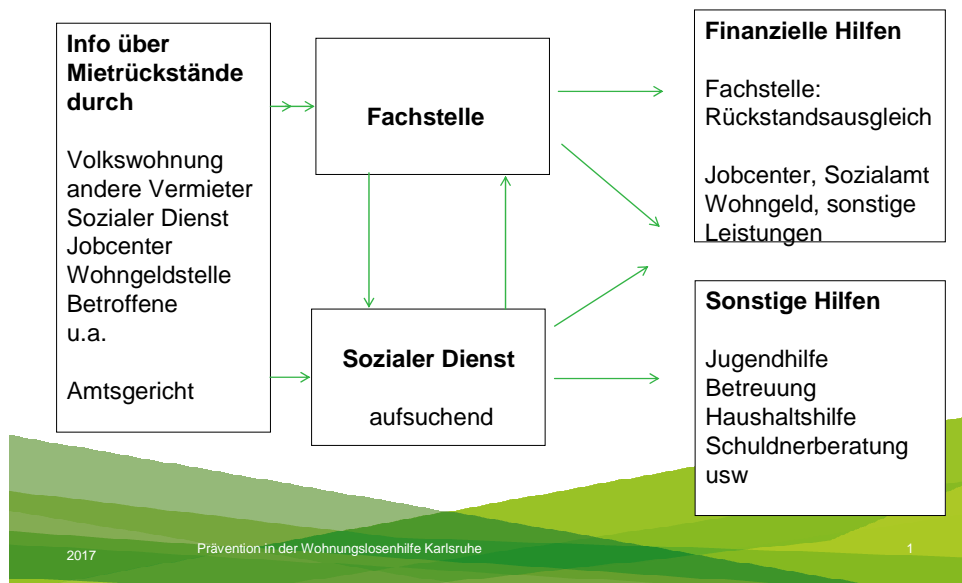 Info über
Mietrückstände
durch
Volkswohnung
andere Vermieter
Sozialer Dienst
Jobcenter
Wohngeldstelle
Betroffene
u.a.
Amtsgericht
Fachstelle
Sozialer Dienst
aufsuchend
Finanzielle Hilfen
Fachstelle:
Rückstandsausgleich
Jobcenter, Sozialamt
Wohngeld, sonstige
Leistungen
Sonstige Hilfen
Jugendhilfe
Betreuung
Haushaltshilfe
Schuldnerberatung
usw
2017
Prävention in der Wohnungslosenhilfe Karlsruhe
1